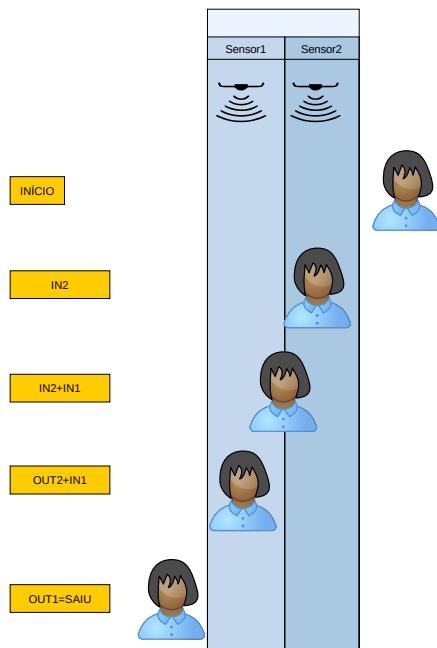 Sensor1 Sensor2
INÍCIO
IN2
IN2+IN1
OUT2+IN1
OUT1=SAIU